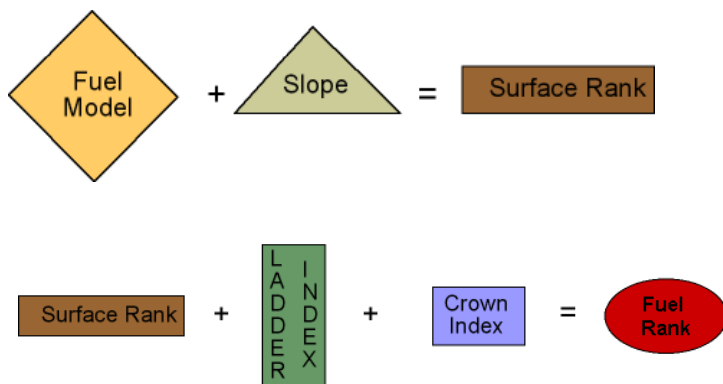 Fuel
Model
+
Slope
=
Surface Rank
Surface Rank
+
LADDER
INDEX
+
Crown
Index
=
Fuel
Rank